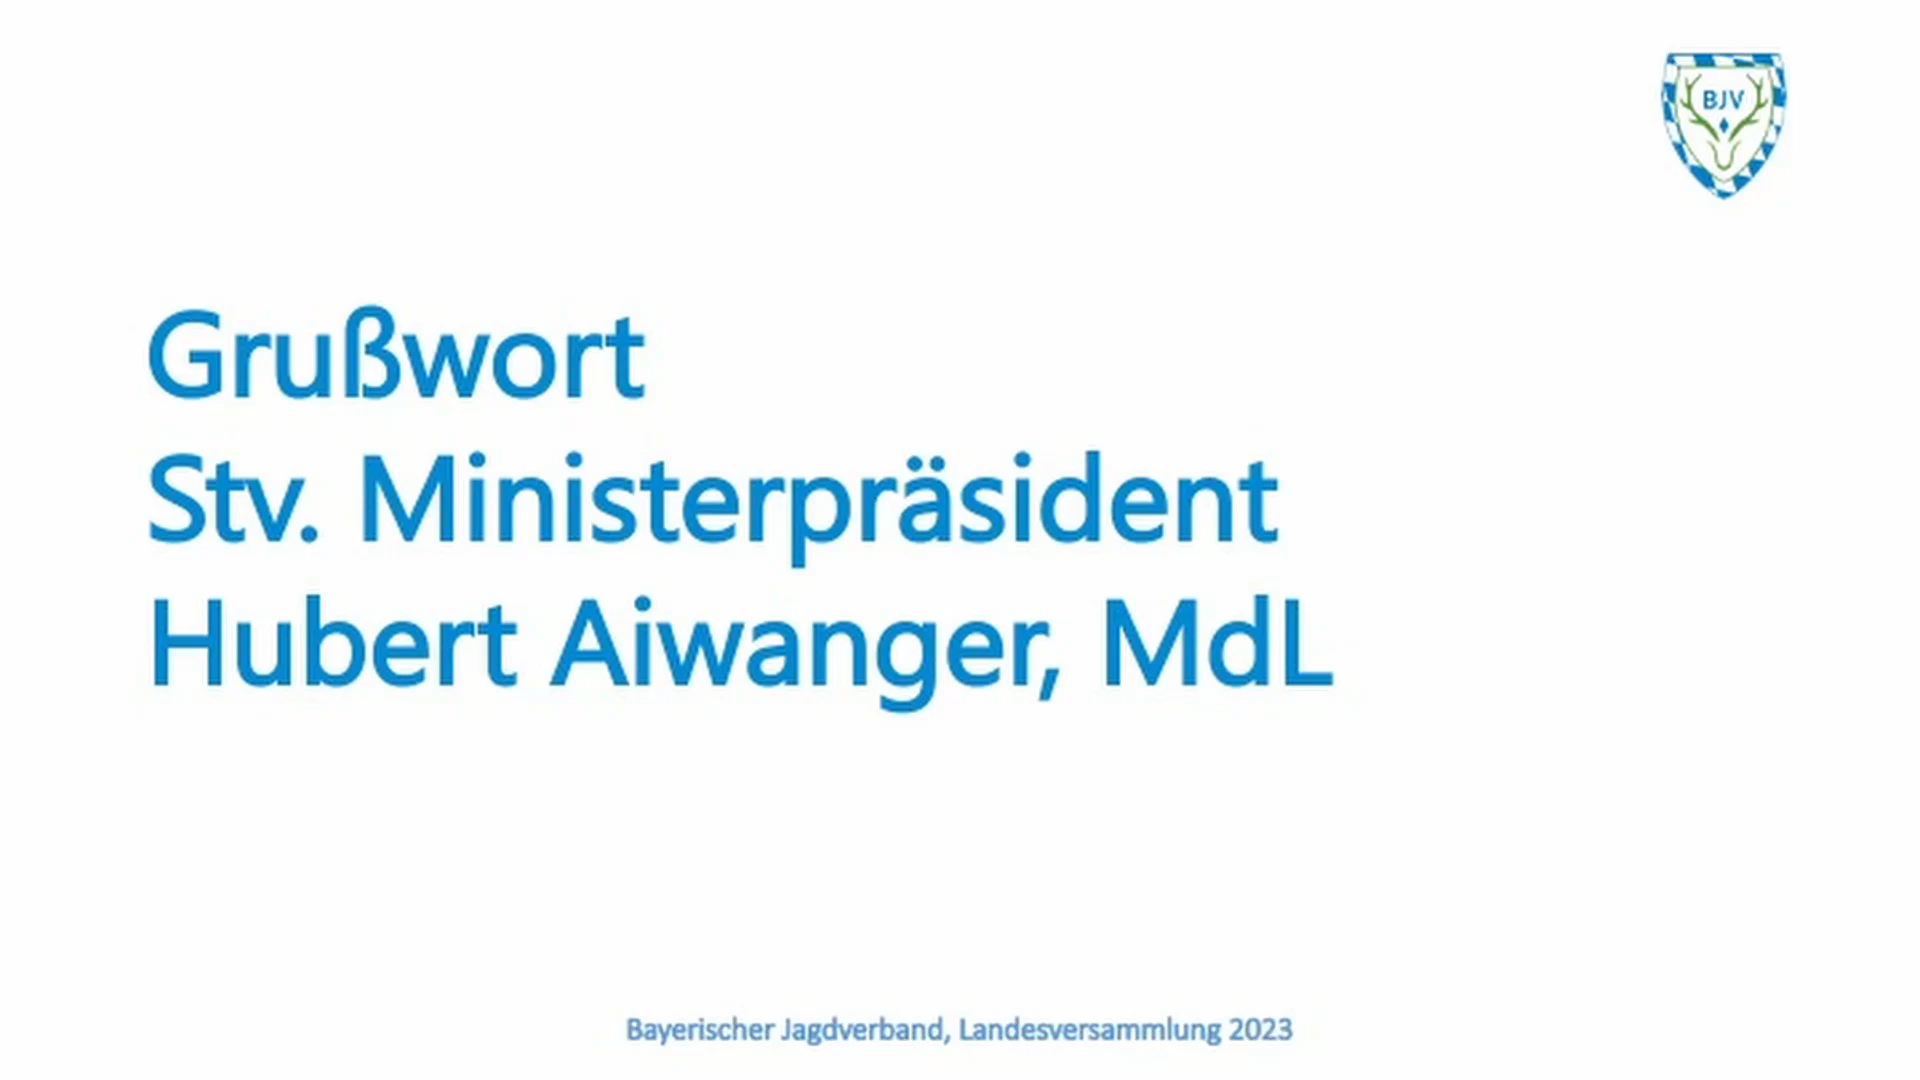 BJV
Grußwort
Stv. Ministerpräsident
Hubert Aiwanger, MdL
Bayerischer Jagdverband, Landesversammlung 2023